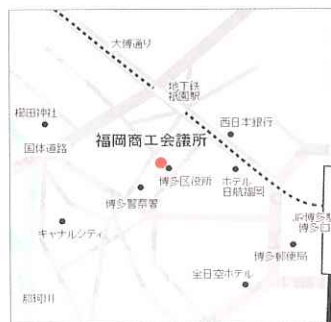 大博通り
地下鉄
祇園駅
櫛田神社
西日本銀行
国体道路
福岡商工会議所
博多区役所
ホテル
日航福岡
博多警察署
キャナルシティ
JR博多駅
博多口
博多郵便局
全日空ホテル
那珂川